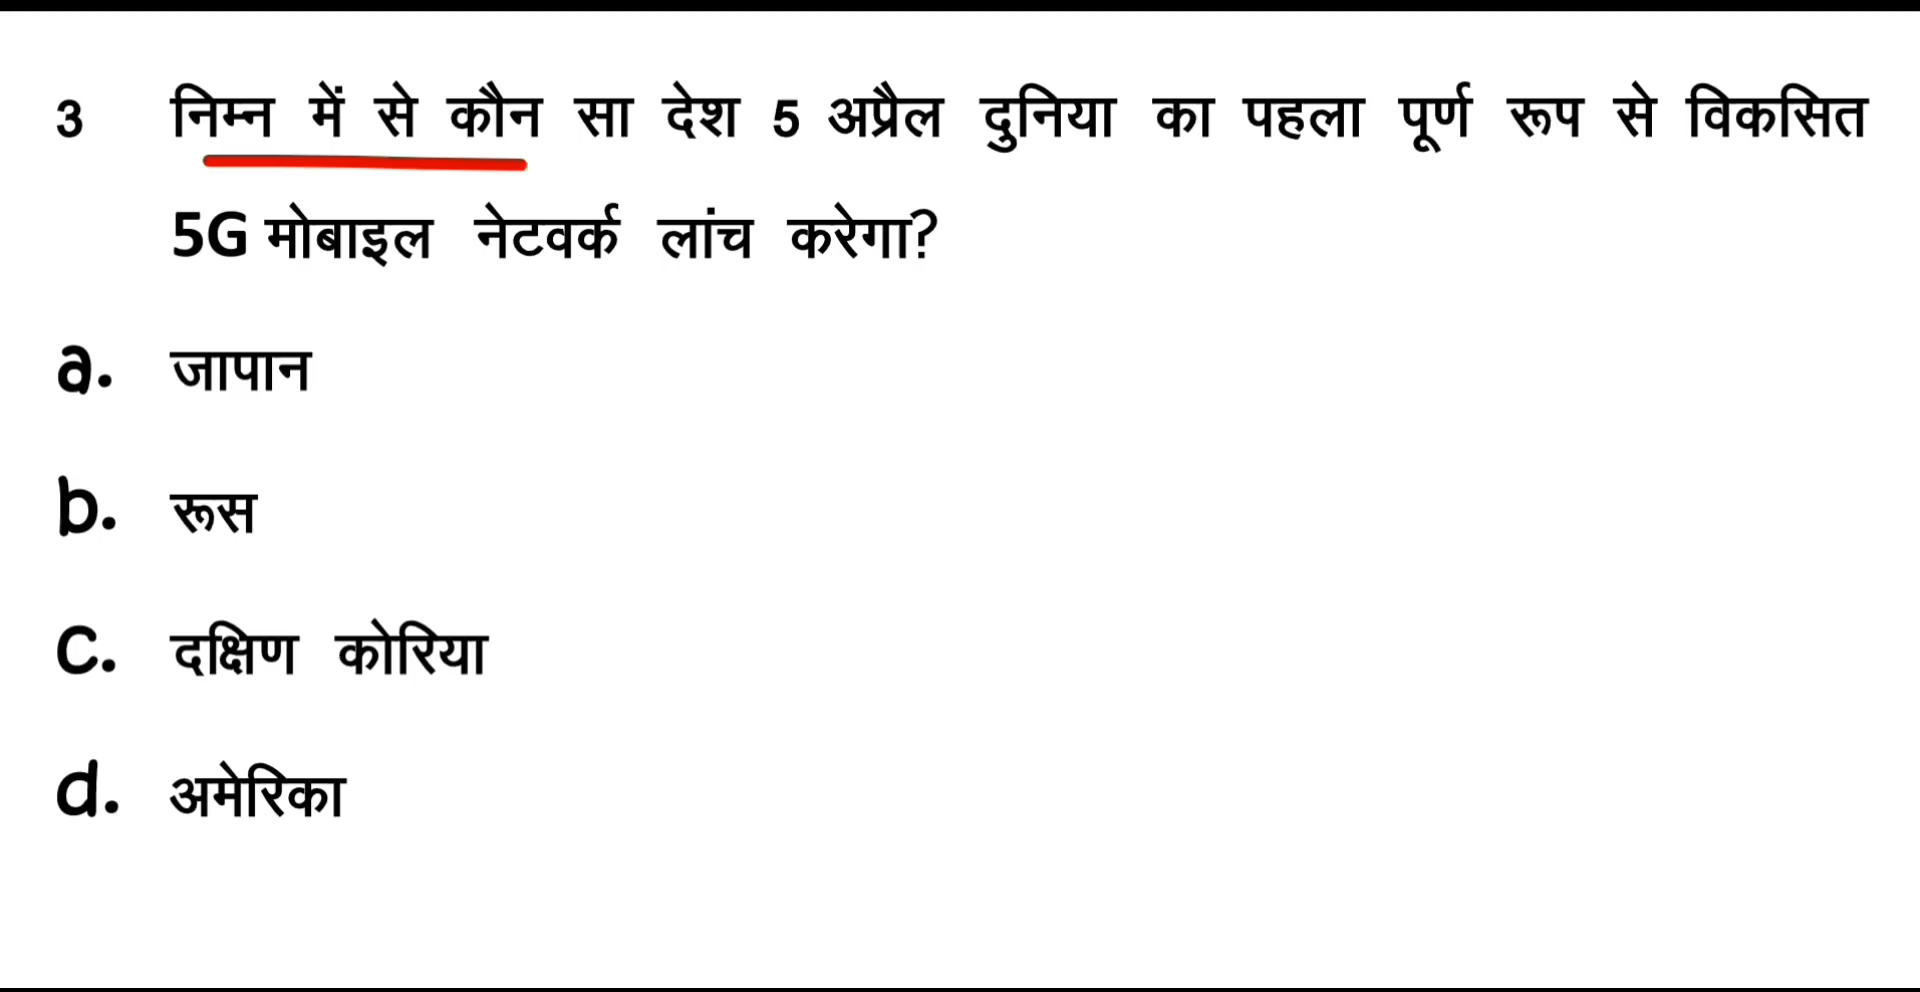 3 निम्न में से कौन सा देश 5 अप्रैल दुनिया का पहला पूर्ण रूप से विकसित
5G मोबाइल नेटवर्क लांच करेगा?
a. जापान
b. रूस
c. दक्षिण कोरिया
d. अमेरिका